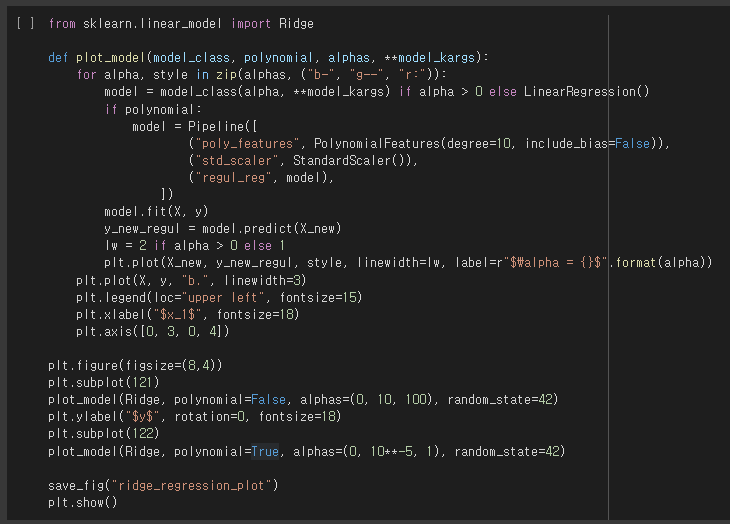 [ ] from sklearn.linear_model import Ridge
def plot_model(model_class, polynomial, alphas, **model_kargs):
    for alpha, style in zip(alphas, ("b-", "g--", "r:")):
        model = model_class(alpha, **model_kargs) if alpha > 0 else LinearRegression()
        if polynomial:
            model = Pipeline([
                    ("poly_features", PolynomialFeatures(degree=10, include_bias=False)),
                    ("std_scaler", StandardScaler()),
                    ("regul_reg", model),
                ])
        model.fit(X, y)
        y_new_regul = model.predict(X_new)
        lw = 2 if alpha > 0 else 1
        plt.plot(X_new, y_new_regul, style, linewidth=lw, label=r"$₩alpha = {}$".format(alpha))
    plt.plot(X, y, "b.", linewidth=3)
    plt.legend(loc="upper left", fontsize=15)
    plt.xlabel("$x_1$", fontsize=18)
    plt.axis([0, 3, 0, 4])
plt.figure(figsize=(8,4))
plt.subplot(121)
plot_model(Ridge, polynomial=False, alphas=(0, 10, 100), random_state=42)
plt.ylabel("$y$", rotation=0, fontsize=18)
plt.subplot(122)
plot_model(Ridge, polynomial=True, alphas=(0, 10**-5, 1), random_state=42)
save_fig("ridge_regression_plot")
plt.show()